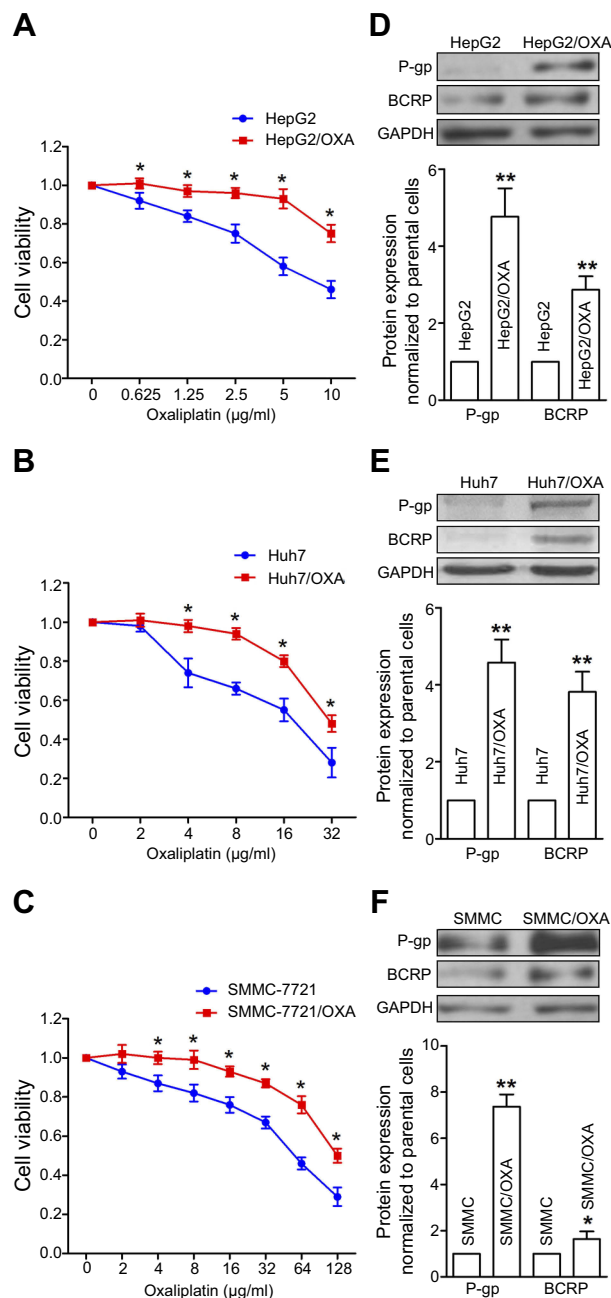 A
HepG2
HepG2/OXA
Cell viability
1.2
1.0
0.8
0.6
0.4
0.2
0.0
* * * * *
0 0.625 1.25 2.5 5 10
Oxaliplatin (µg/ml)
B
Huh7
Huh7/OXA
Cell viability
1.2
1.0
0.8
0.6
0.4
0.2
0.0
* * * *
0 2 4 8 16 32
Oxaliplatin (µg/ml)
C
SMMC-7721
SMMC-7721/OXA
Cell viability
1.2
1.0
0.8
0.6
0.4
0.2
0.0
* * * * * *
0 2 4 8 16 32 64 128
Oxaliplatin (µg/ml)
D
HepG2 HepG2/OXA
P-gp
BCRP
GAPDH
Protein expression
normalized to parental cells
6
4
2
0
HepG2
HepG2/OXA
**
HepG2
HepG2/OXA
**
P-gp BCRP
E
Huh7 Huh7/OXA
P-gp
BCRP
GAPDH
Protein expression
normalized to parental cells
6
4
2
0
Huh7
Huh7/OXA
**
Huh7
Huh7/OXA
**
P-gp BCRP
F
SMMC SMMC/OXA
P-gp
BCRP
GAPDH
Protein expression
normalized to parental cells
10
8
6
4
2
0
SMMC
SMMC/OXA
**
SMMC
SMMC/OXA
*
P-gp BCRP